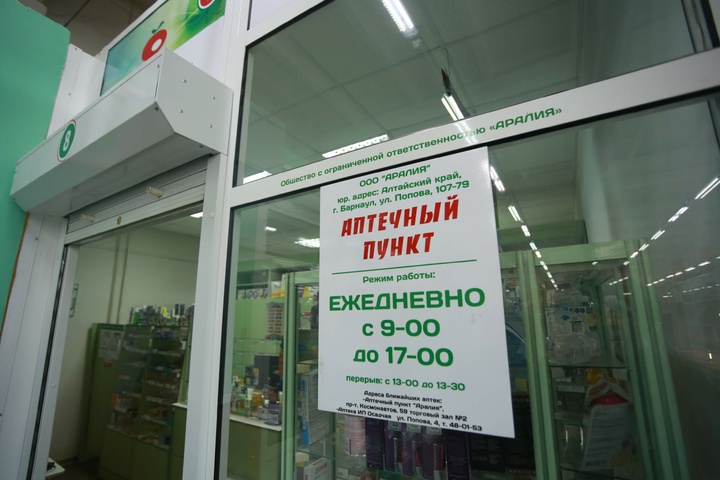 8
Общество с ограниченной ответственностью «АРАЛИЯ»
ООО "АРАЛИЯ"
юр. адрес: Алтайский край,
г. Барнаул, ул. Попова, 107-79
АПТЕЧНЫЙ
ПУНКТ
Режим работы:
ЕЖЕДНЕВНО
с 9-00
до 17-00
перерыв: с 13-00 до 13-30
Адреса ближайших аптек:
-Аптечный пункт "Аралия",
пр-т. Космонавтов, 59 торговый зал №2
-Аптека ИП Осадчая ул. Попова, 4, т. 48-01-53